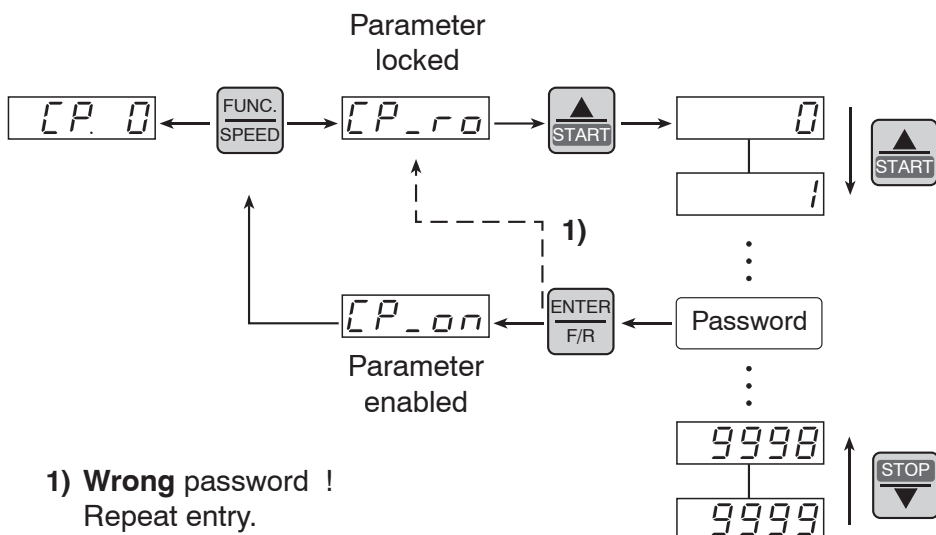 Parameter
locked
CP. 0
FUNC.
SPEED
CP_ro
START
0
START
1
1)
CP_on
ENTER
F/R
Password
Parameter
enabled
9998
STOP
9999
1) Wrong password !
Repeat entry.